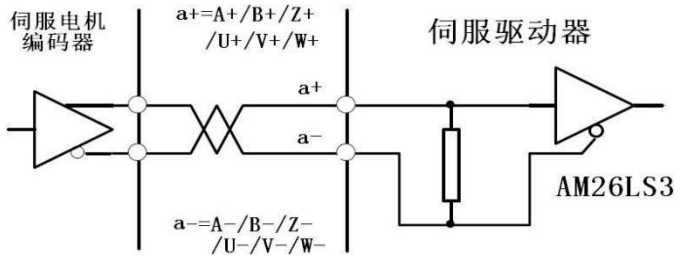 伺服电机
编码器
a+=A+/B+/Z+
/U+/V+/W+
伺服驱动器
a+
a-
AM26LS3
a-=A-/B-/Z-
/U-/V-/W-